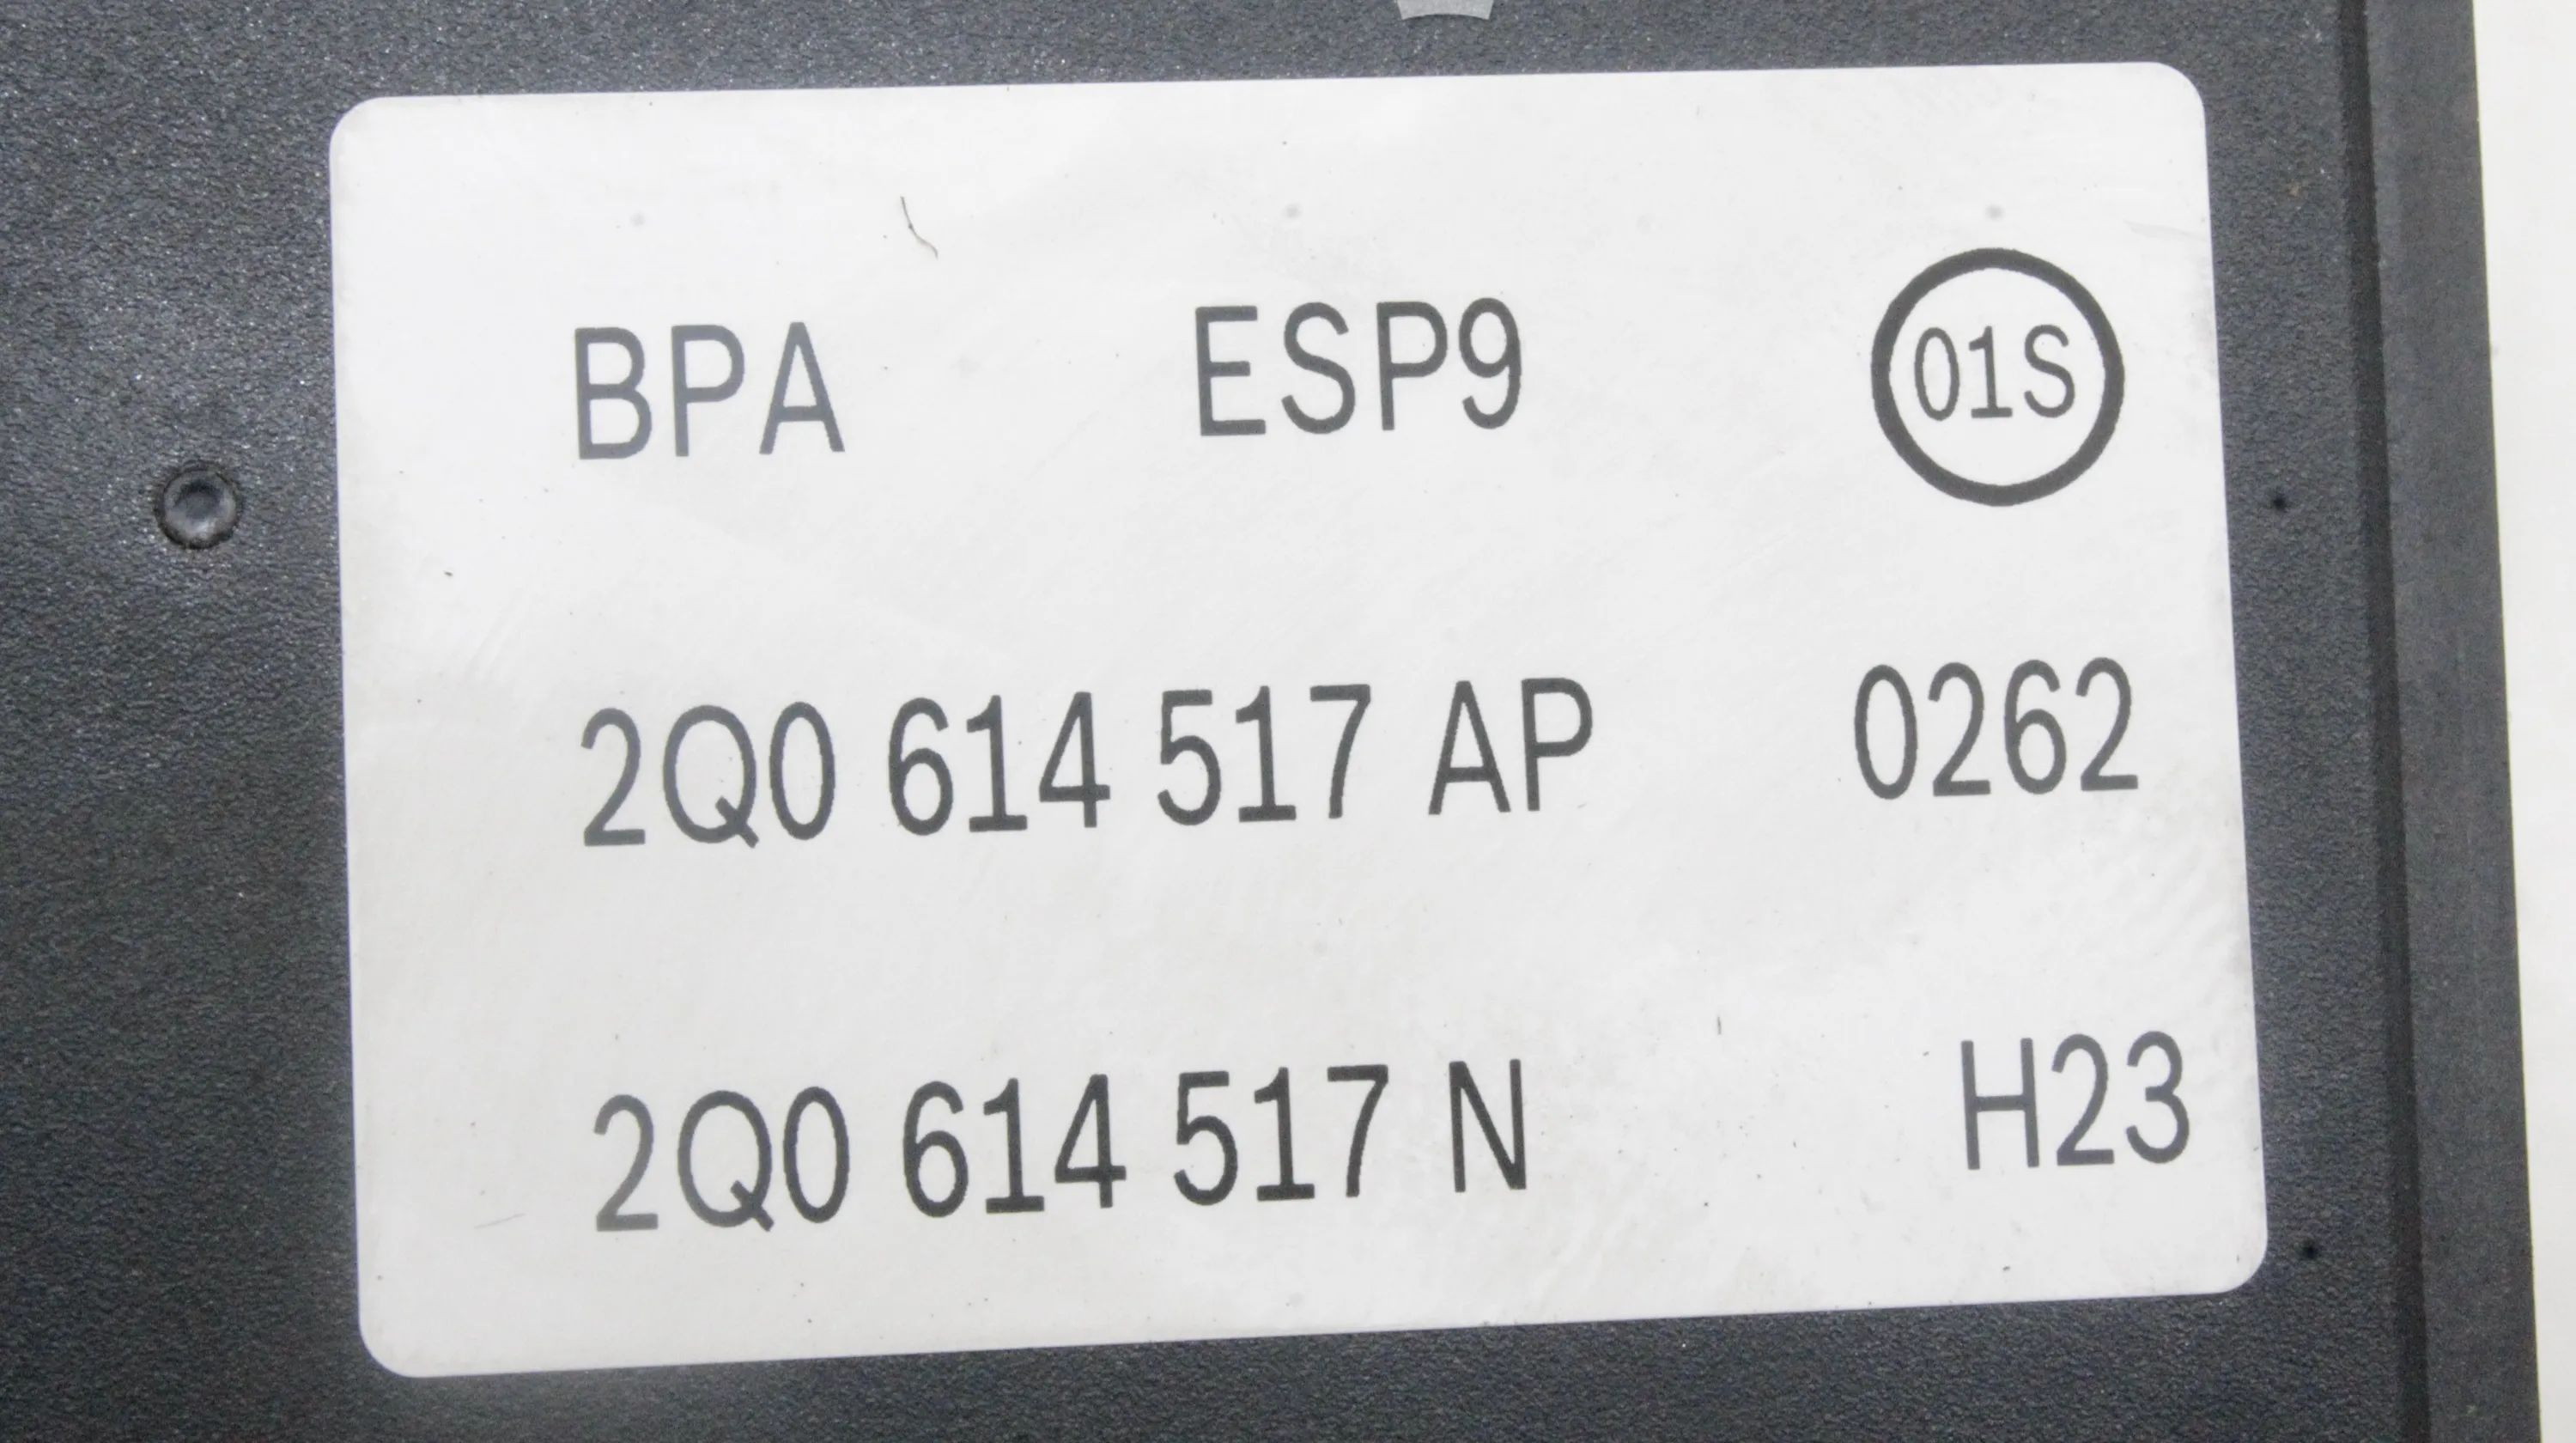 BPA ESP9 01S
2Q0 614 517 AP 0262
2Q0 614 517 N H23